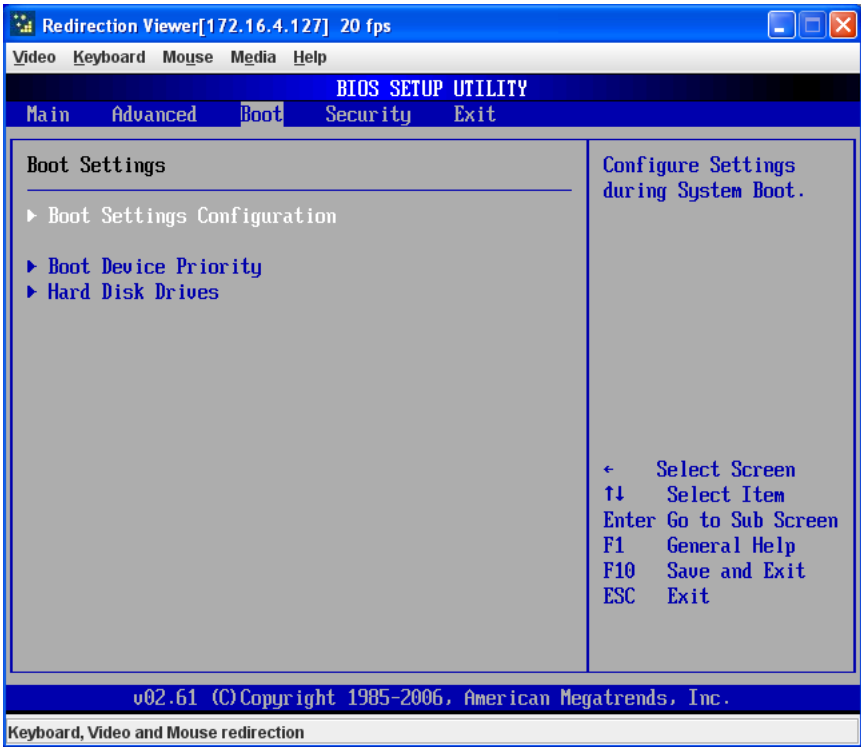 Redirection Viewer[172.16.4.127] 20 fps
Video Keyboard Mouse Media Help
BIOS SETUP UTILITY
Main Advanced Boot Security Exit
Boot Settings
▶ Boot Settings Configuration
▶ Boot Device Priority
▶ Hard Disk Drives
Configure Settings
during System Boot.
← Select Screen
↑↓ Select Item
Enter Go to Sub Screen
F1 General Help
F10 Save and Exit
ESC Exit
v02.61 (C)Copyright 1985-2006, American Megatrends, Inc.
Keyboard, Video and Mouse redirection